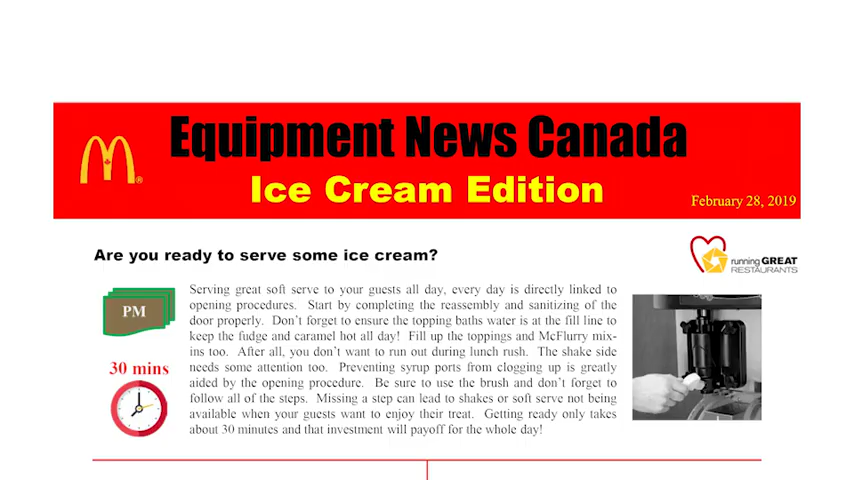 Equipment News Canada
Ice Cream Edition
February 28, 2019
Are you ready to serve some ice cream?
running GREAT
RESTAURANTS
PM
30 mins
Serving great soft serve to your guests all day, every day is directly linked to
opening procedures. Start by completing the reassembly and sanitizing of the
door properly. Don't forget to ensure the topping baths water is at the fill line to
keep the fudge and caramel hot all day! Fill up the toppings and McFlurry mix-
ins too. After all, you don't want to run out during lunch rush. The shake side
needs some attention too. Preventing syrup ports from clogging up is greatly
aided by the opening procedure. Be sure to use the brush and don't forget to
follow all of the steps. Missing a step can lead to shakes or soft serve not being
available when your guests want to enjoy their treat. Getting ready only takes
about 30 minutes and that investment will payoff for the whole day!